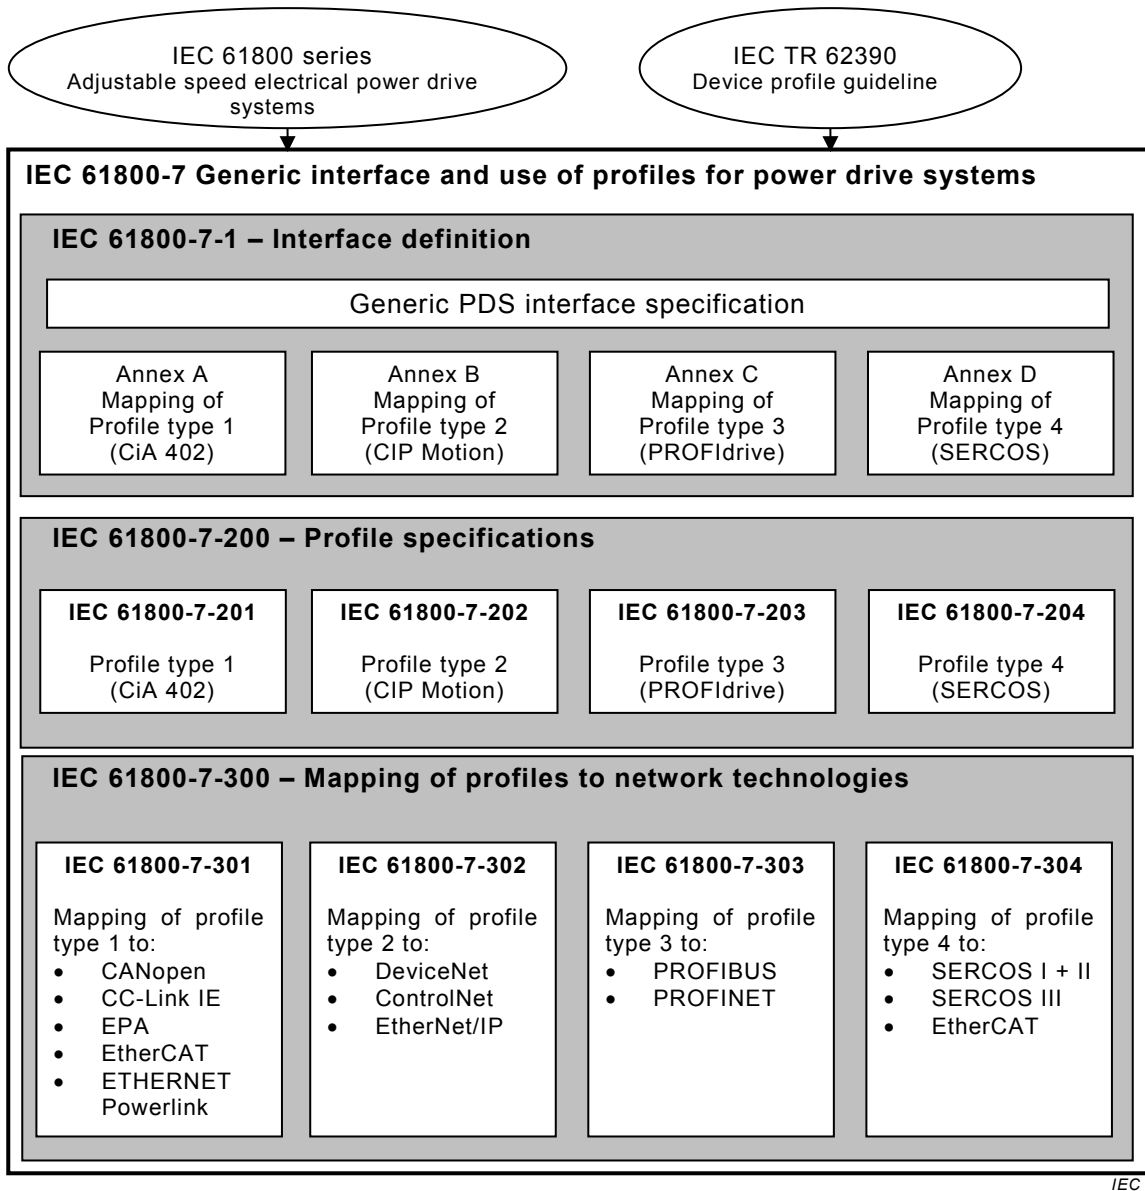 IEC 61800 series
Adjustable speed electrical power drive
systems
IEC TR 62390
Device profile guideline
IEC 61800-7 Generic interface and use of profiles for power drive systems
IEC 61800-7-1 – Interface definition
Generic PDS interface specification
Annex A
Mapping of
Profile type 1
(CiA 402)
Annex B
Mapping of
Profile type 2
(CIP Motion)
Annex C
Mapping of
Profile type 3
(PROFIdrive)
Annex D
Mapping of
Profile type 4
(SERCOS)
IEC 61800-7-200 – Profile specifications
IEC 61800-7-201
Profile type 1
(CiA 402)
IEC 61800-7-202
Profile type 2
(CIP Motion)
IEC 61800-7-203
Profile type 3
(PROFIdrive)
IEC 61800-7-204
Profile type 4
(SERCOS)
IEC 61800-7-300 – Mapping of profiles to network technologies
IEC 61800-7-301
Mapping of profile
type 1 to:
• CANopen
• CC-Link IE
• EPA
• EtherCAT
• ETHERNET
Powerlink
IEC 61800-7-302
Mapping of profile
type 2 to:
• DeviceNet
• ControlNet
• EtherNet/IP
IEC 61800-7-303
Mapping of profile
type 3 to:
• PROFIBUS
• PROFINET
IEC 61800-7-304
Mapping of profile
type 4 to:
• SERCOS I + II
• SERCOS III
• EtherCAT
IEC